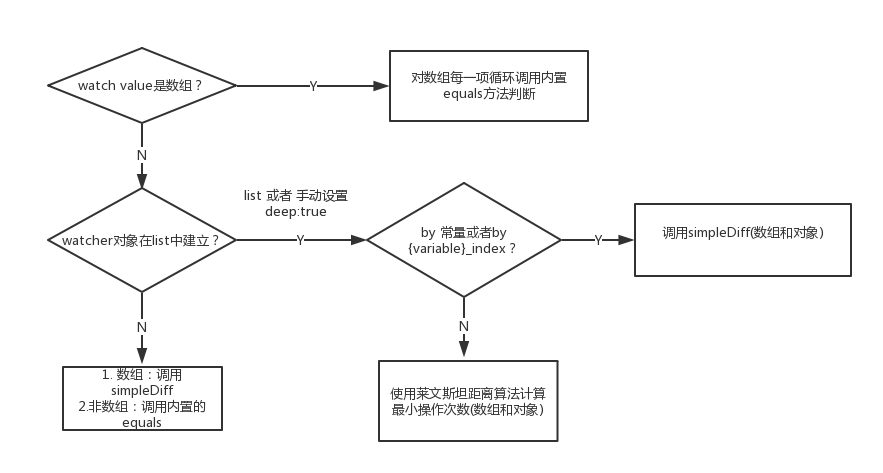 watch value是数组？
Y
对数组每一项循环调用内置
equals方法判断
N
list 或者 手动设置
deep:true
watcher对象在list中建立？
Y
by 常量或者by
{variable}_index？
Y
调用simpleDiff(数组和对象)
N
N
1. 数组：调用
simpleDiff
2.非数组：调用内置的
equals
使用莱文斯坦距离算法计算
最小操作次数(数组和对象)